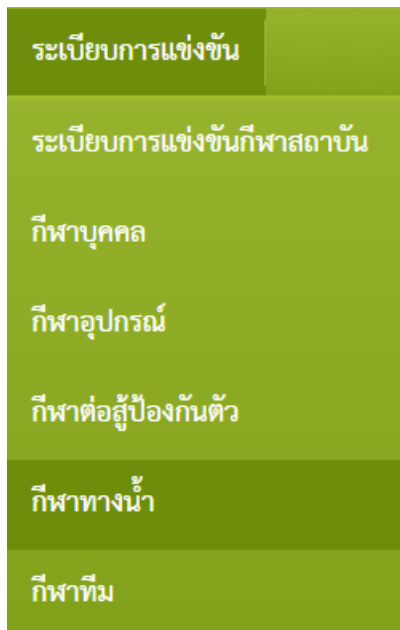 ระเบียบการแข่งขัน
ระเบียบการแข่งขันกีฬาสถาบัน
กีฬาบุคคล
กีฬาอุปกรณ์
กีฬาต่อสู้ป้องกันตัว
กีฬาทางน้ำ
กีฬาทีม